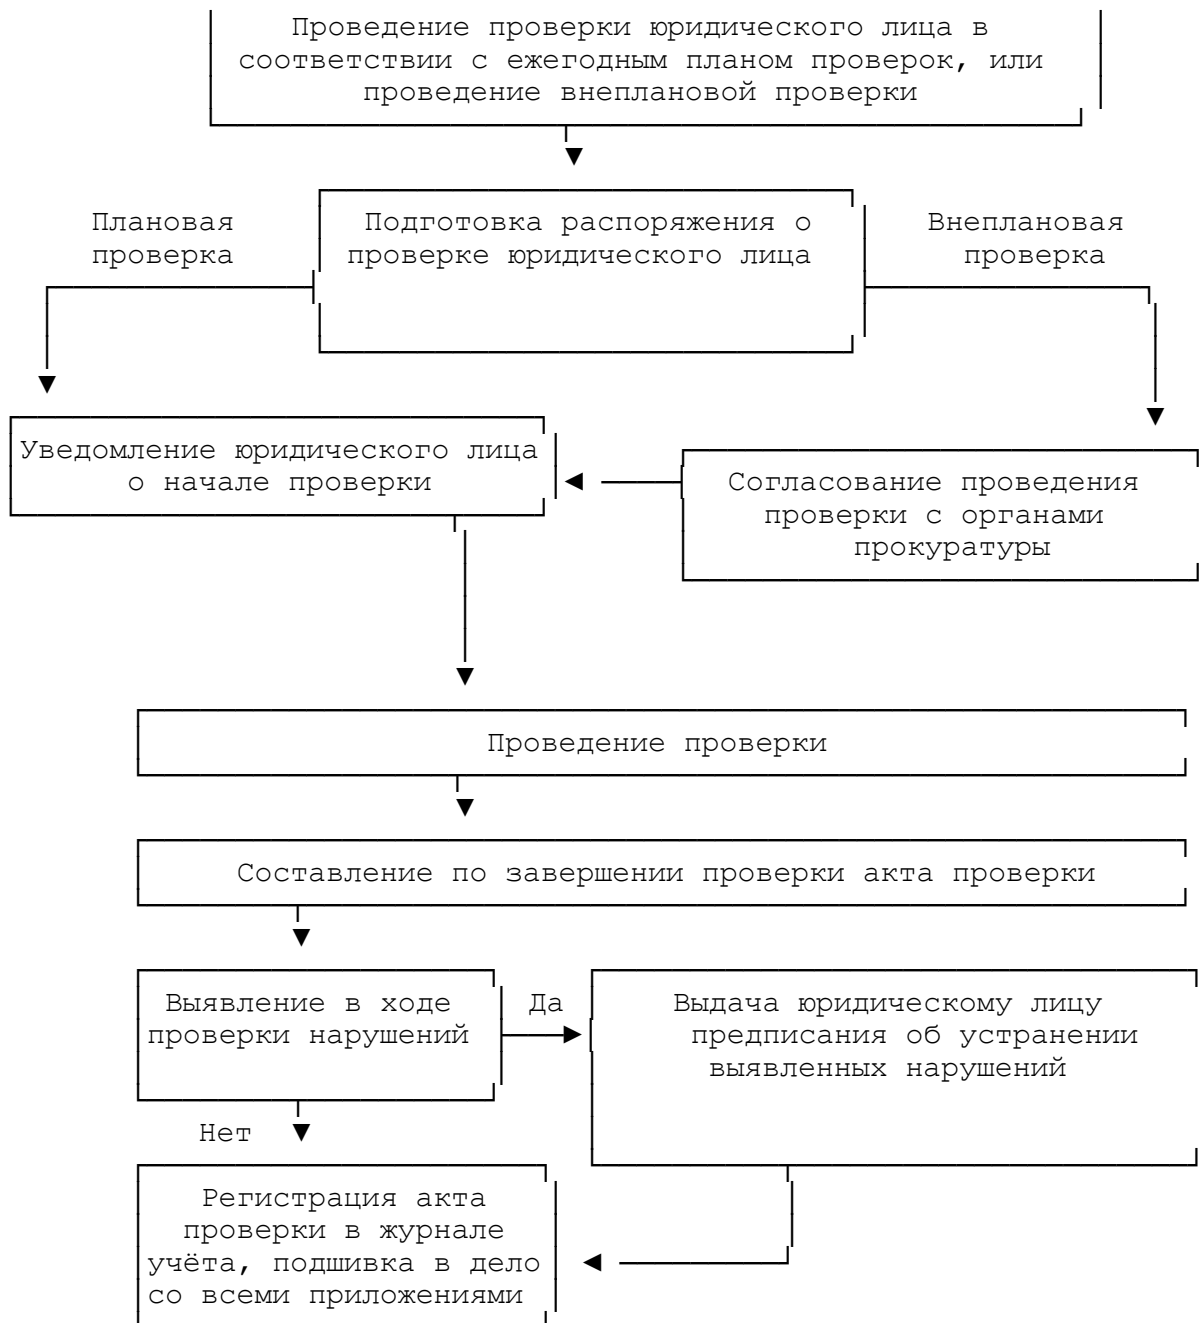 Проведение проверки юридического лица в
соответствии с ежегодным планом проверок, или
проведение внеплановой проверки
Плановая
проверка
Подготовка распоряжения о
проверке юридического лица
Внеплановая
проверка
Уведомление юридического лица
о начале проверки
Согласование проведения
проверки с органами
прокуратуры
Проведение проверки
Составление по завершении проверки акта проверки
Выявление в ходе
проверки нарушений
Да
Выдача юридическому лицу
предписания об устранении
выявленных нарушений
Нет
Регистрация акта
проверки в журнале
учёта, подшивка в дело
со всеми приложениями